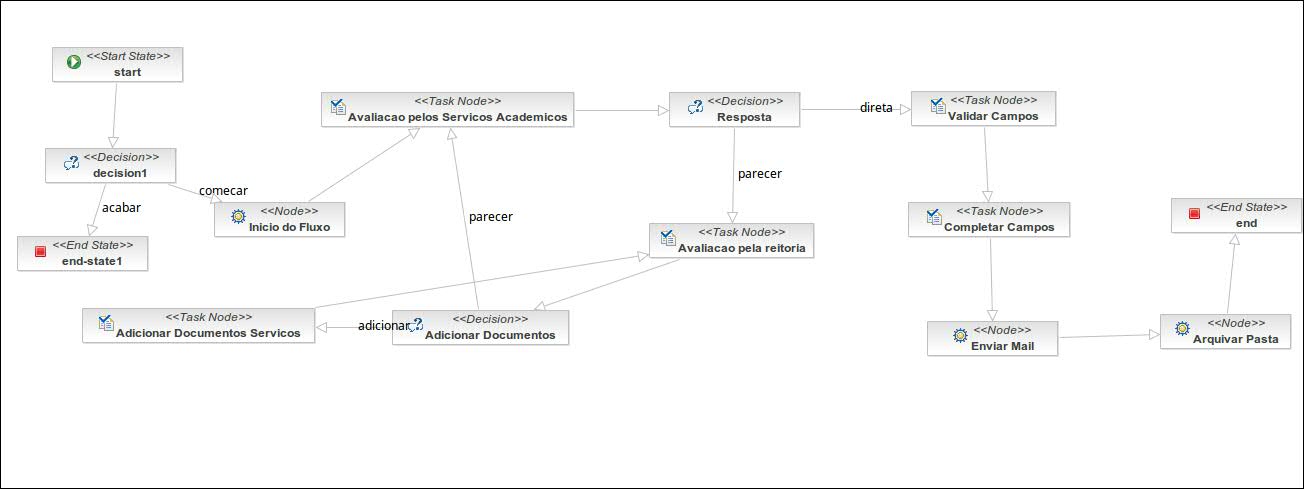 <<Start State>>
start
<<Decision>>
decision1
comecar
acabar
<<End State>>
end-state1
<<Node>>
Inicio do Fluxo
<<Task Node>>
Avaliacao pelos Servicos Academicos
<<Decision>>
Resposta
direta
<<Task Node>>
Validar Campos
parecer
parecer
<<Task Node>>
Avaliacao pela reitoria
<<Task Node>>
Completar Campos
<<End State>>
end
<<Task Node>>
Adicionar Documentos Servicos
adicionar
<<Decision>>
Adicionar Documentos
<<Node>>
Enviar Mail
<<Node>>
Arquivar Pasta